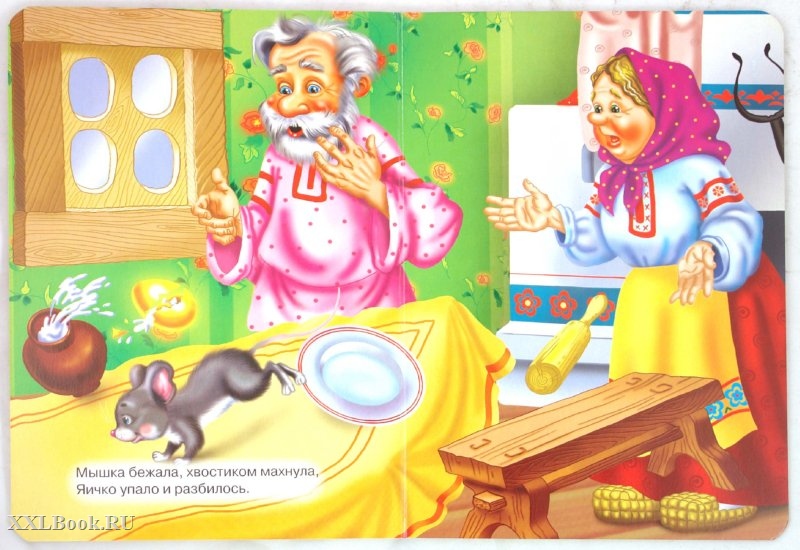 Мышка бежала, хвостиком махнула,
Яичко упало и разбилось.
XXLBook.RU